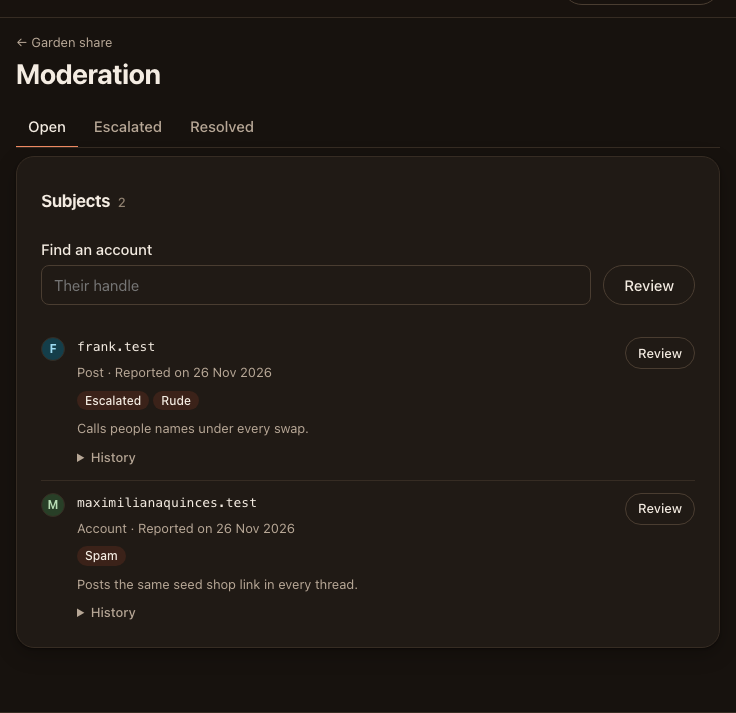 ← Garden share
Moderation
Open Escalated Resolved
Subjects 2
Find an account
Their handle Review
F frank.test Review
Post · Reported on 26 Nov 2026
Escalated Rude
Calls people names under every swap.
▶ History
M maximilianaquinces.test Review
Account · Reported on 26 Nov 2026
Spam
Posts the same seed shop link in every thread.
▶ History